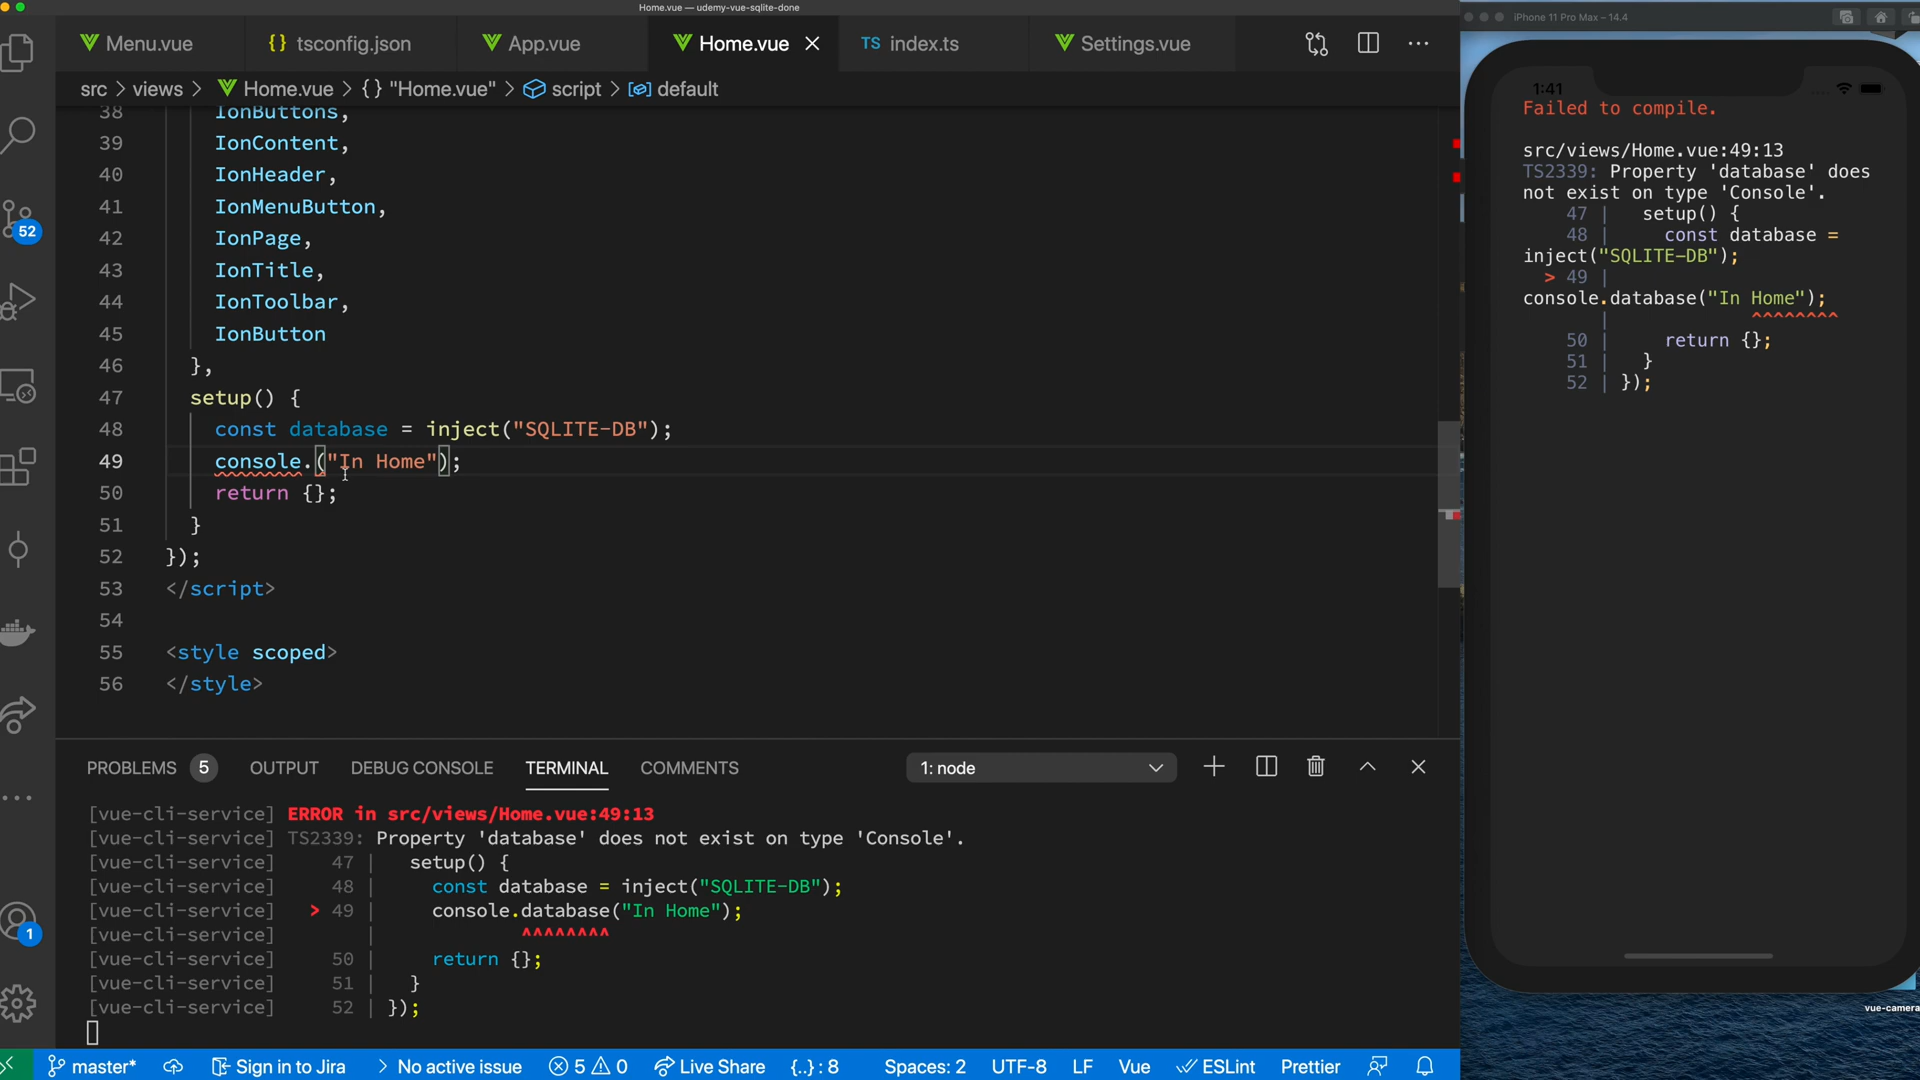 Home.vue — udemy-vue-sqlite-done
Menu.vue
{} tsconfig.json
App.vue
Home.vue
TS index.ts
Settings.vue
src > views > Home.vue > {} "Home.vue" > script > default
38 IonButtons,
39 IonContent,
40 IonHeader,
41 IonMenuButton,
42 IonPage,
43 IonTitle,
44 IonToolbar,
45 IonButton
46 },
47 setup() {
48 const database = inject("SQLITE-DB");
49 console.("In Home");
50 return {};
51 }
52 });
53 </script>
54
55 <style scoped>
56 </style>
52
1
PROBLEMS 5 OUTPUT DEBUG CONSOLE TERMINAL COMMENTS 1: node
[vue-cli-service] ERROR in src/views/Home.vue:49:13
[vue-cli-service] TS2339: Property 'database' does not exist on type 'Console'.
[vue-cli-service] 47 | setup() {
[vue-cli-service] 48 | const database = inject("SQLITE-DB");
[vue-cli-service] > 49 | console.database("In Home");
[vue-cli-service] | ^^^^^^^^
[vue-cli-service] 50 | return {};
[vue-cli-service] 51 | }
[vue-cli-service] 52 | });
master* Sign in to Jira No active issue 5 0 Live Share {..} : 8 Spaces: 2 UTF-8 LF Vue ESLint Prettier
iPhone 11 Pro Max – 14.4
1:41
Failed to compile.
src/views/Home.vue:49:13
TS2339: Property 'database' does
not exist on type 'Console'.
47 | setup() {
48 | const database =
inject("SQLITE-DB");
> 49 |
console.database("In Home");
| ^^^^^^^^
50 | return {};
51 | }
52 | });
vue-camera